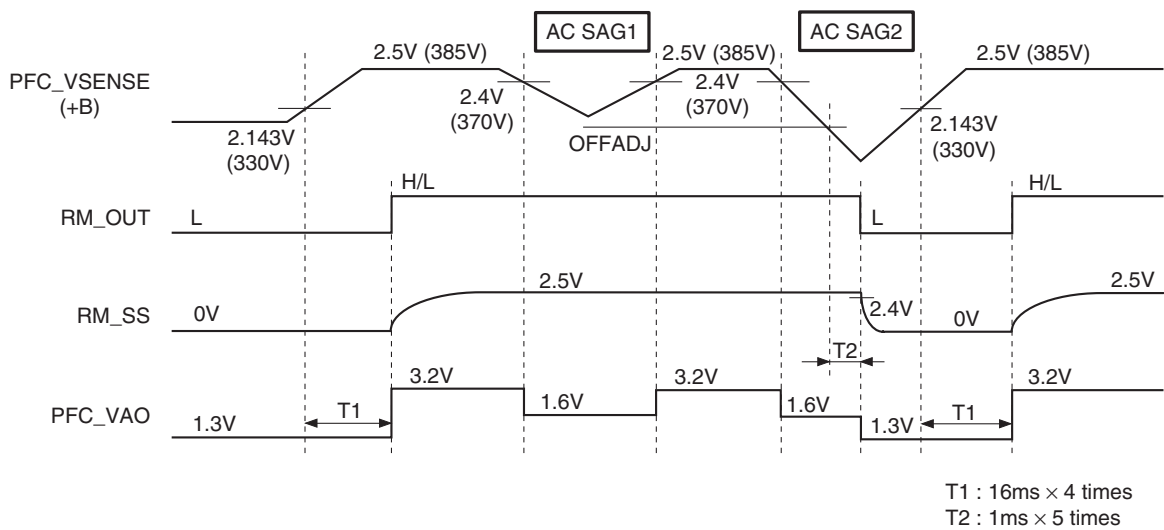 AC SAG1
AC SAG2
2.5V (385V)
2.5V (385V)
2.5V (385V)
PFC_VSENSE
(+B)
2.4V
(370V)
2.4V
(370V)
2.143V
(330V)
OFFADJ
2.143V
(330V)
H/L
H/L
RM_OUT
L
L
2.5V
2.5V
RM_SS
0V
2.4V
0V
T2
3.2V
3.2V
3.2V
PFC_VAO
1.3V
T1
1.6V
1.6V
1.3V
T1
T1 : 16ms × 4 times
T2 : 1ms × 5 times